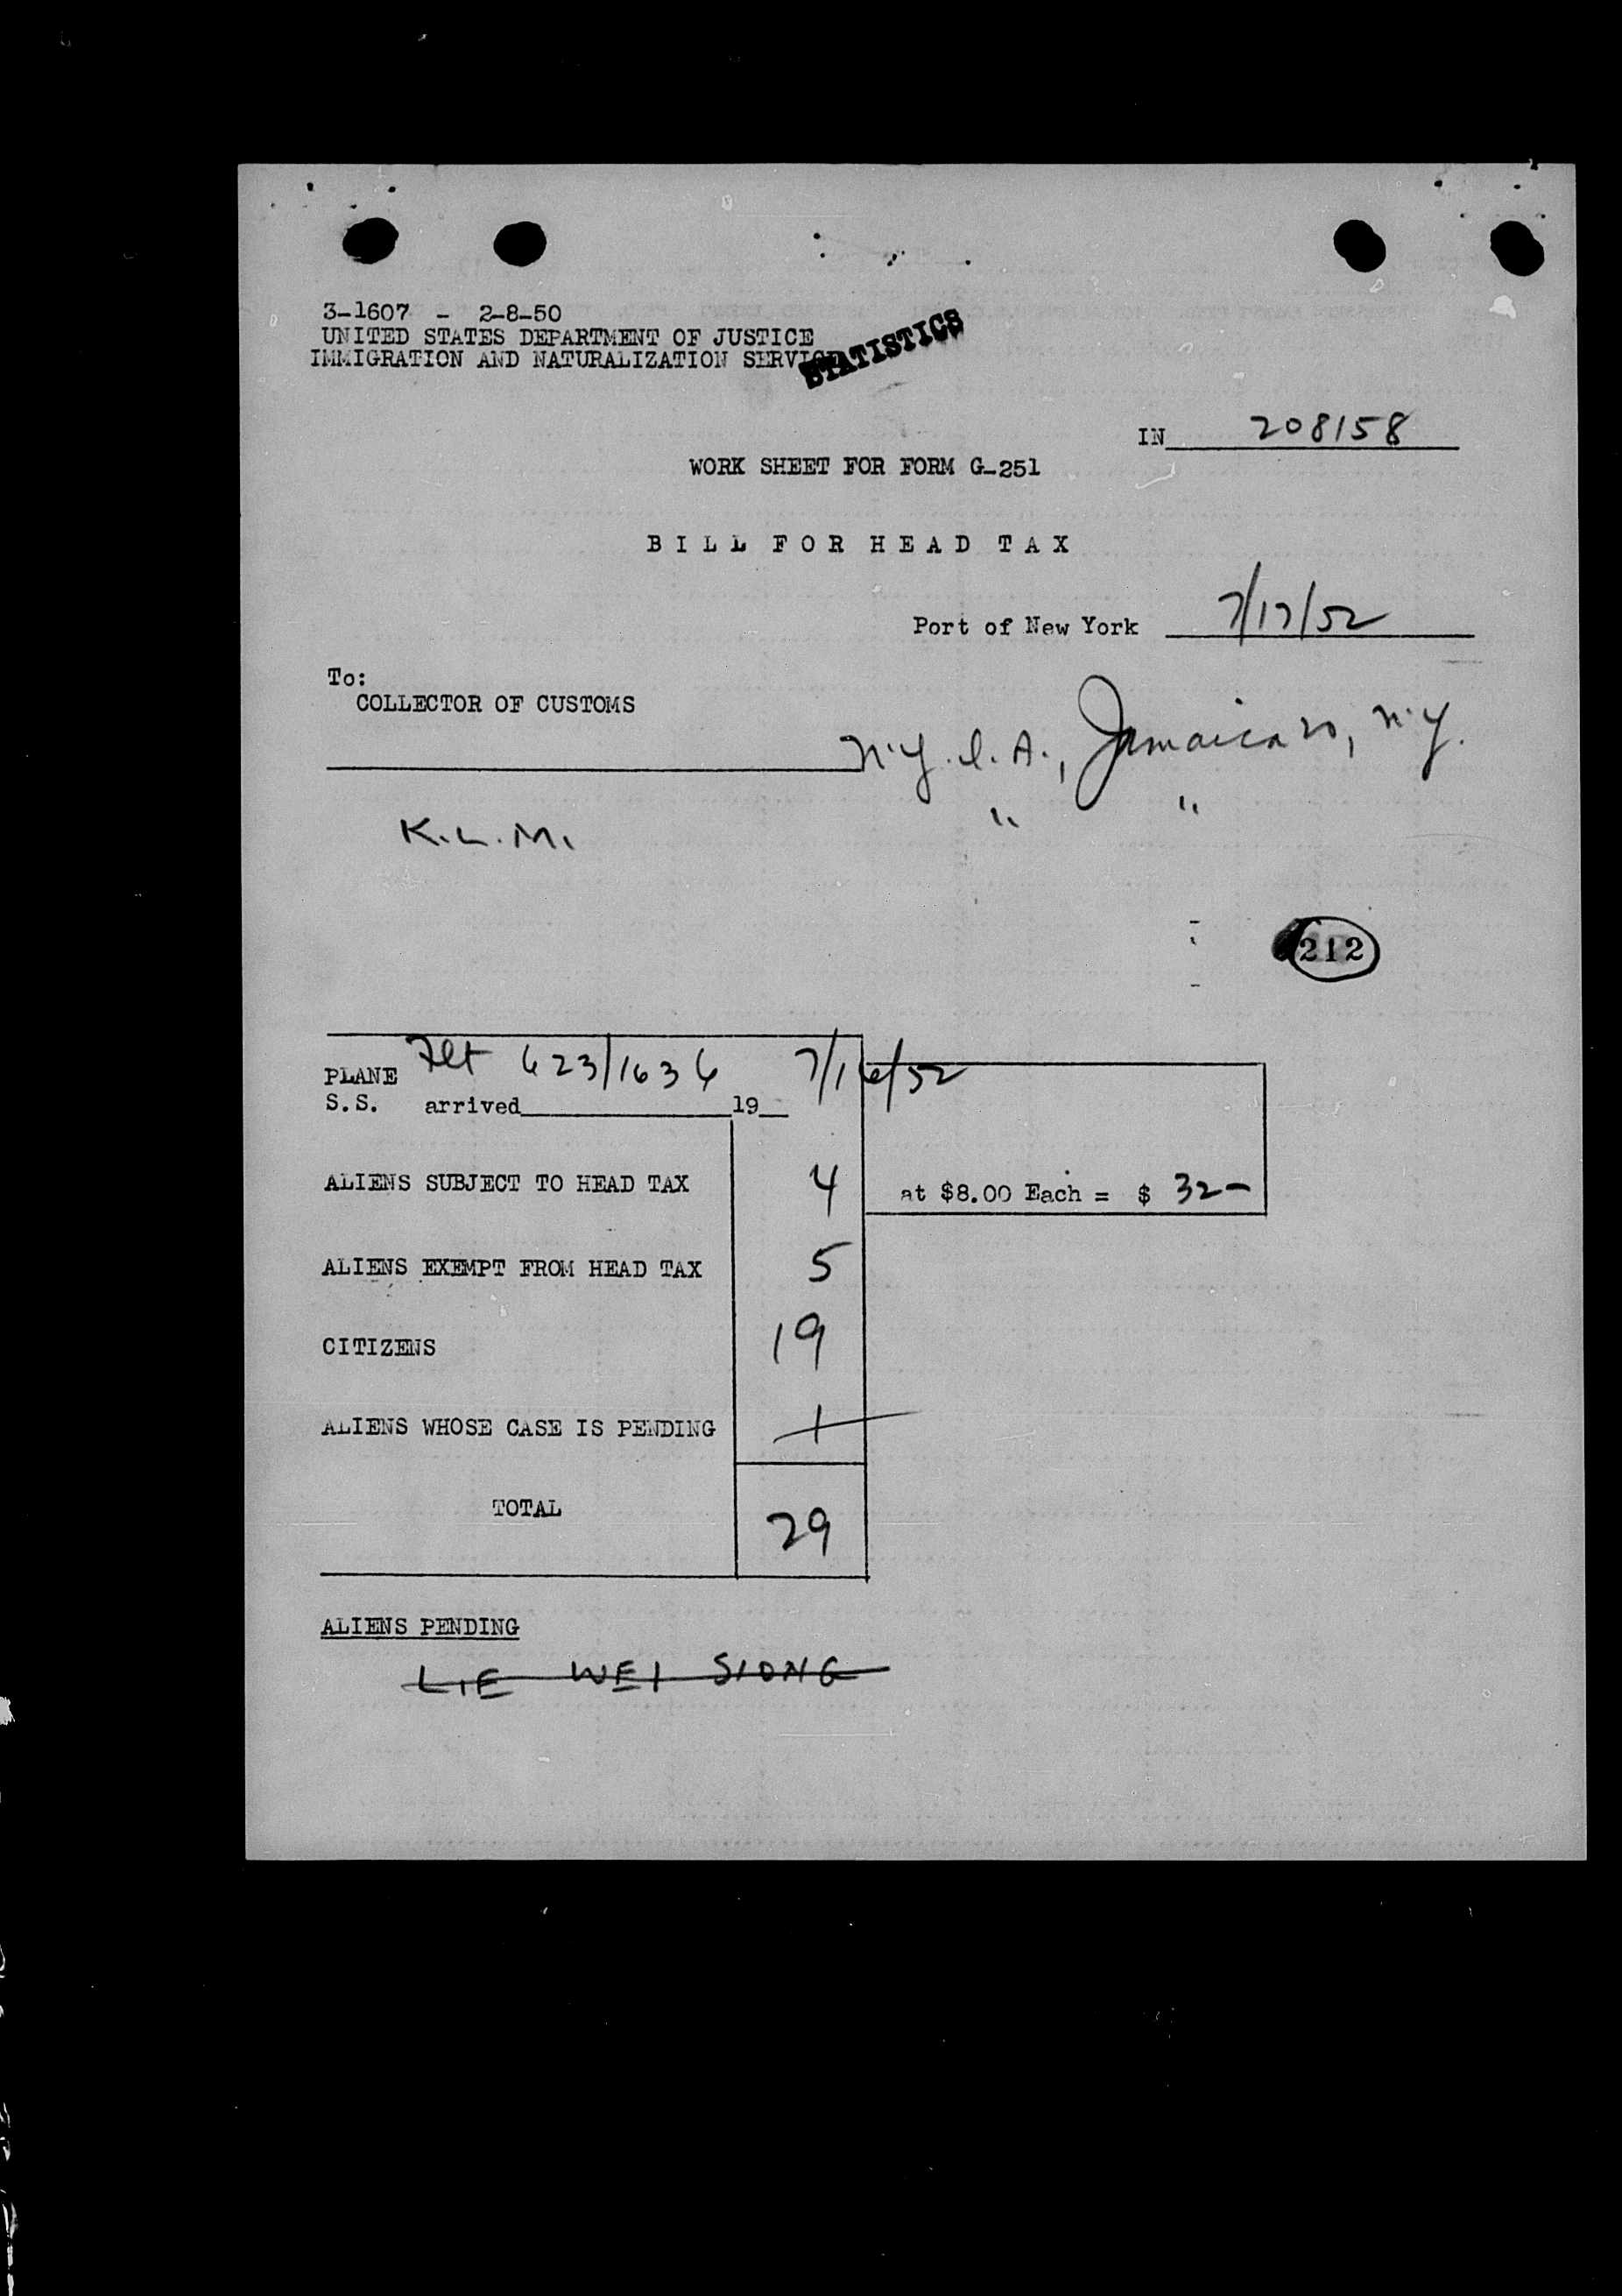 3-1607 - 2-8-50
UNITED STATES DEPARTMENT OF JUSTICE
IMMIGRATION AND NATURALIZATION SERVICE
STATISTICS
IN 208158
WORK SHEET FOR FORM G-251
BILL FOR HEAD TAX
Port of New York 7/17/52
To:
COLLECTOR OF CUSTOMS
N.Y.I.A., Jamaica 20, N.Y.
" "
K.L.M.
212
PLANE Flt 623/1636 7/16/52
S.S. arrived 19
ALIENS SUBJECT TO HEAD TAX 4 at $8.00 Each = $ 32-
ALIENS EXEMPT FROM HEAD TAX 5
CITIZENS 19
ALIENS WHOSE CASE IS PENDING 1
TOTAL 29
ALIENS PENDING
LIE WEI SIONG